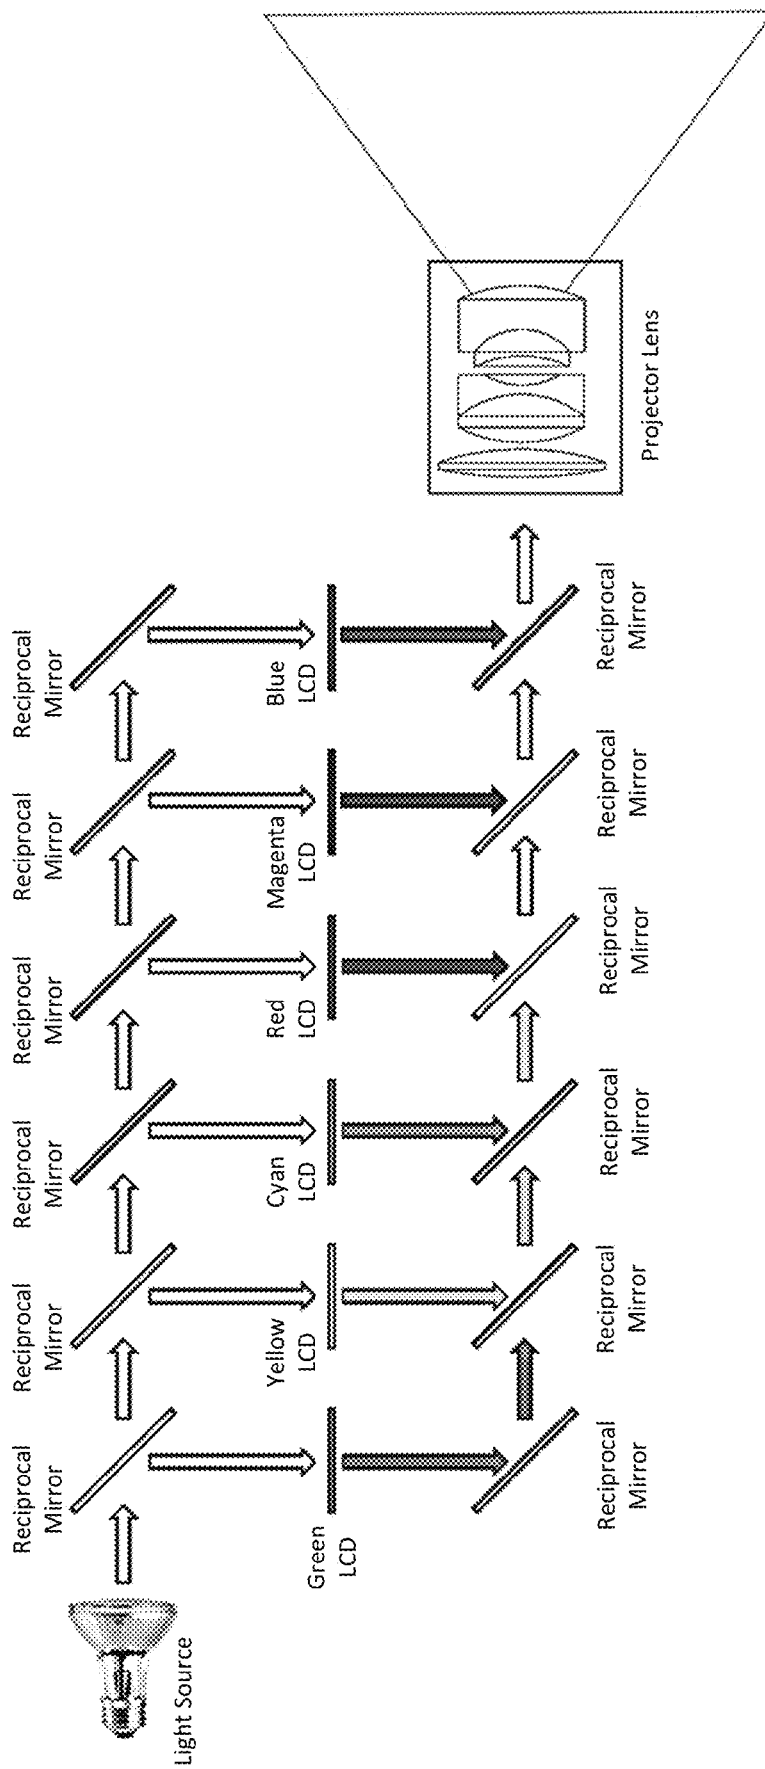 Light Source
Reciprocal
Mirror
Reciprocal
Mirror
Reciprocal
Mirror
Reciprocal
Mirror
Reciprocal
Mirror
Reciprocal
Mirror
Green
LCD
Yellow
LCD
Cyan
LCD
Red
LCD
Magenta
LCD
Blue
LCD
Reciprocal
Mirror
Reciprocal
Mirror
Reciprocal
Mirror
Reciprocal
Mirror
Reciprocal
Mirror
Reciprocal
Mirror
Projector Lens